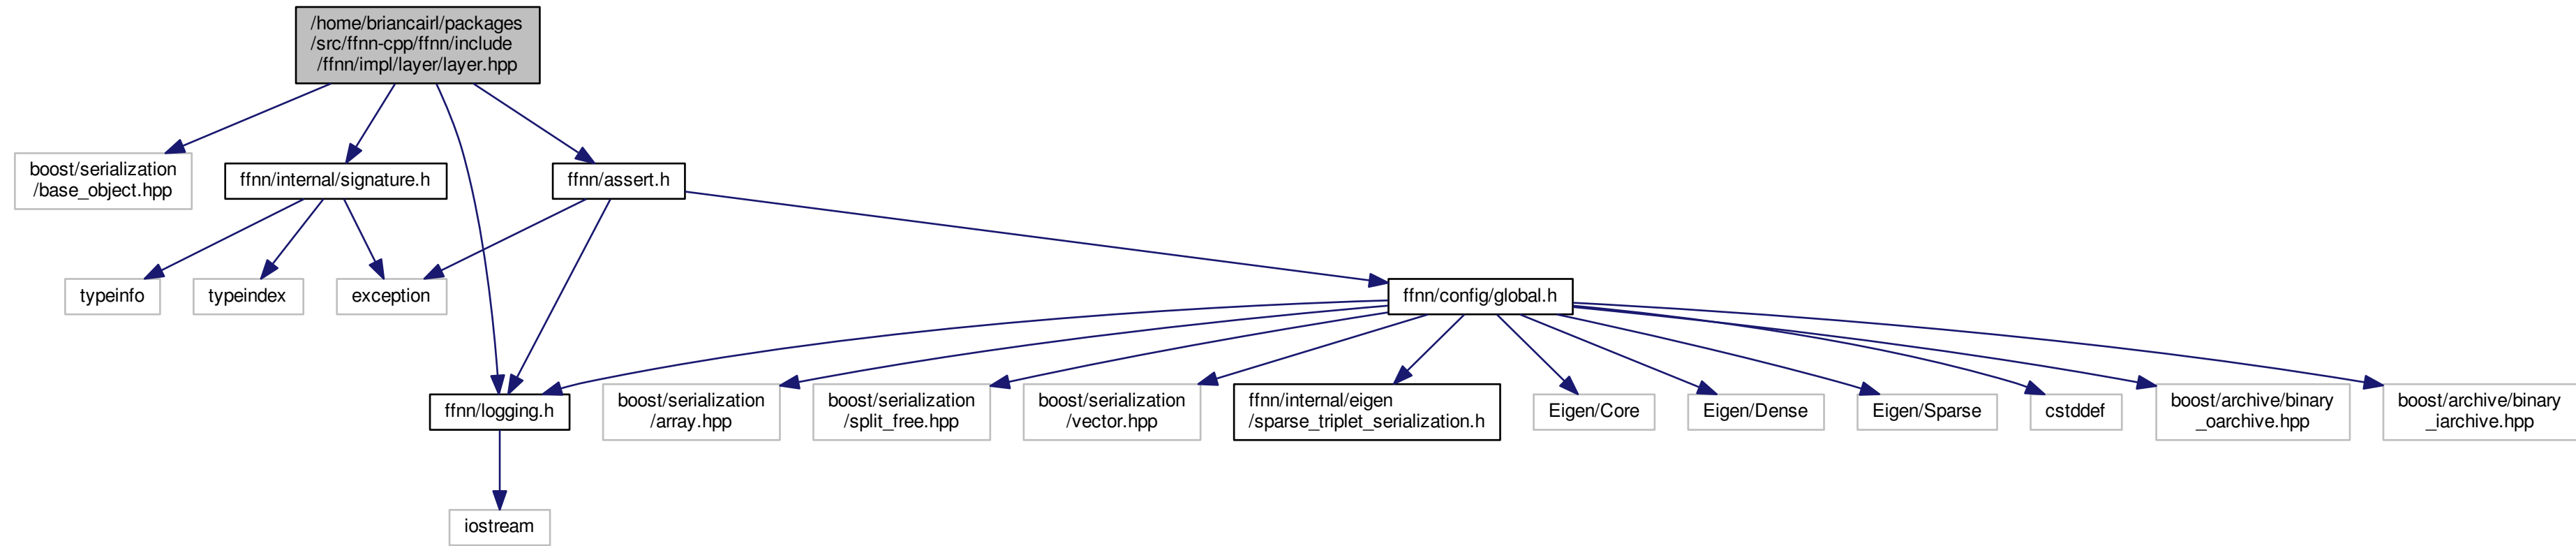 /home/briancairl/packages
/src/ffnn-cpp/ffnn/include
/ffnn/impl/layer/layer.hpp
boost/serialization
/base_object.hpp
ffnn/internal/signature.h
ffnn/assert.h
typeinfo
typeindex
exception
ffnn/config/global.h
ffnn/logging.h
boost/serialization
/array.hpp
boost/serialization
/split_free.hpp
boost/serialization
/vector.hpp
ffnn/internal/eigen
/sparse_triplet_serialization.h
Eigen/Core
Eigen/Dense
Eigen/Sparse
cstddef
boost/archive/binary
_oarchive.hpp
boost/archive/binary
_iarchive.hpp
iostream